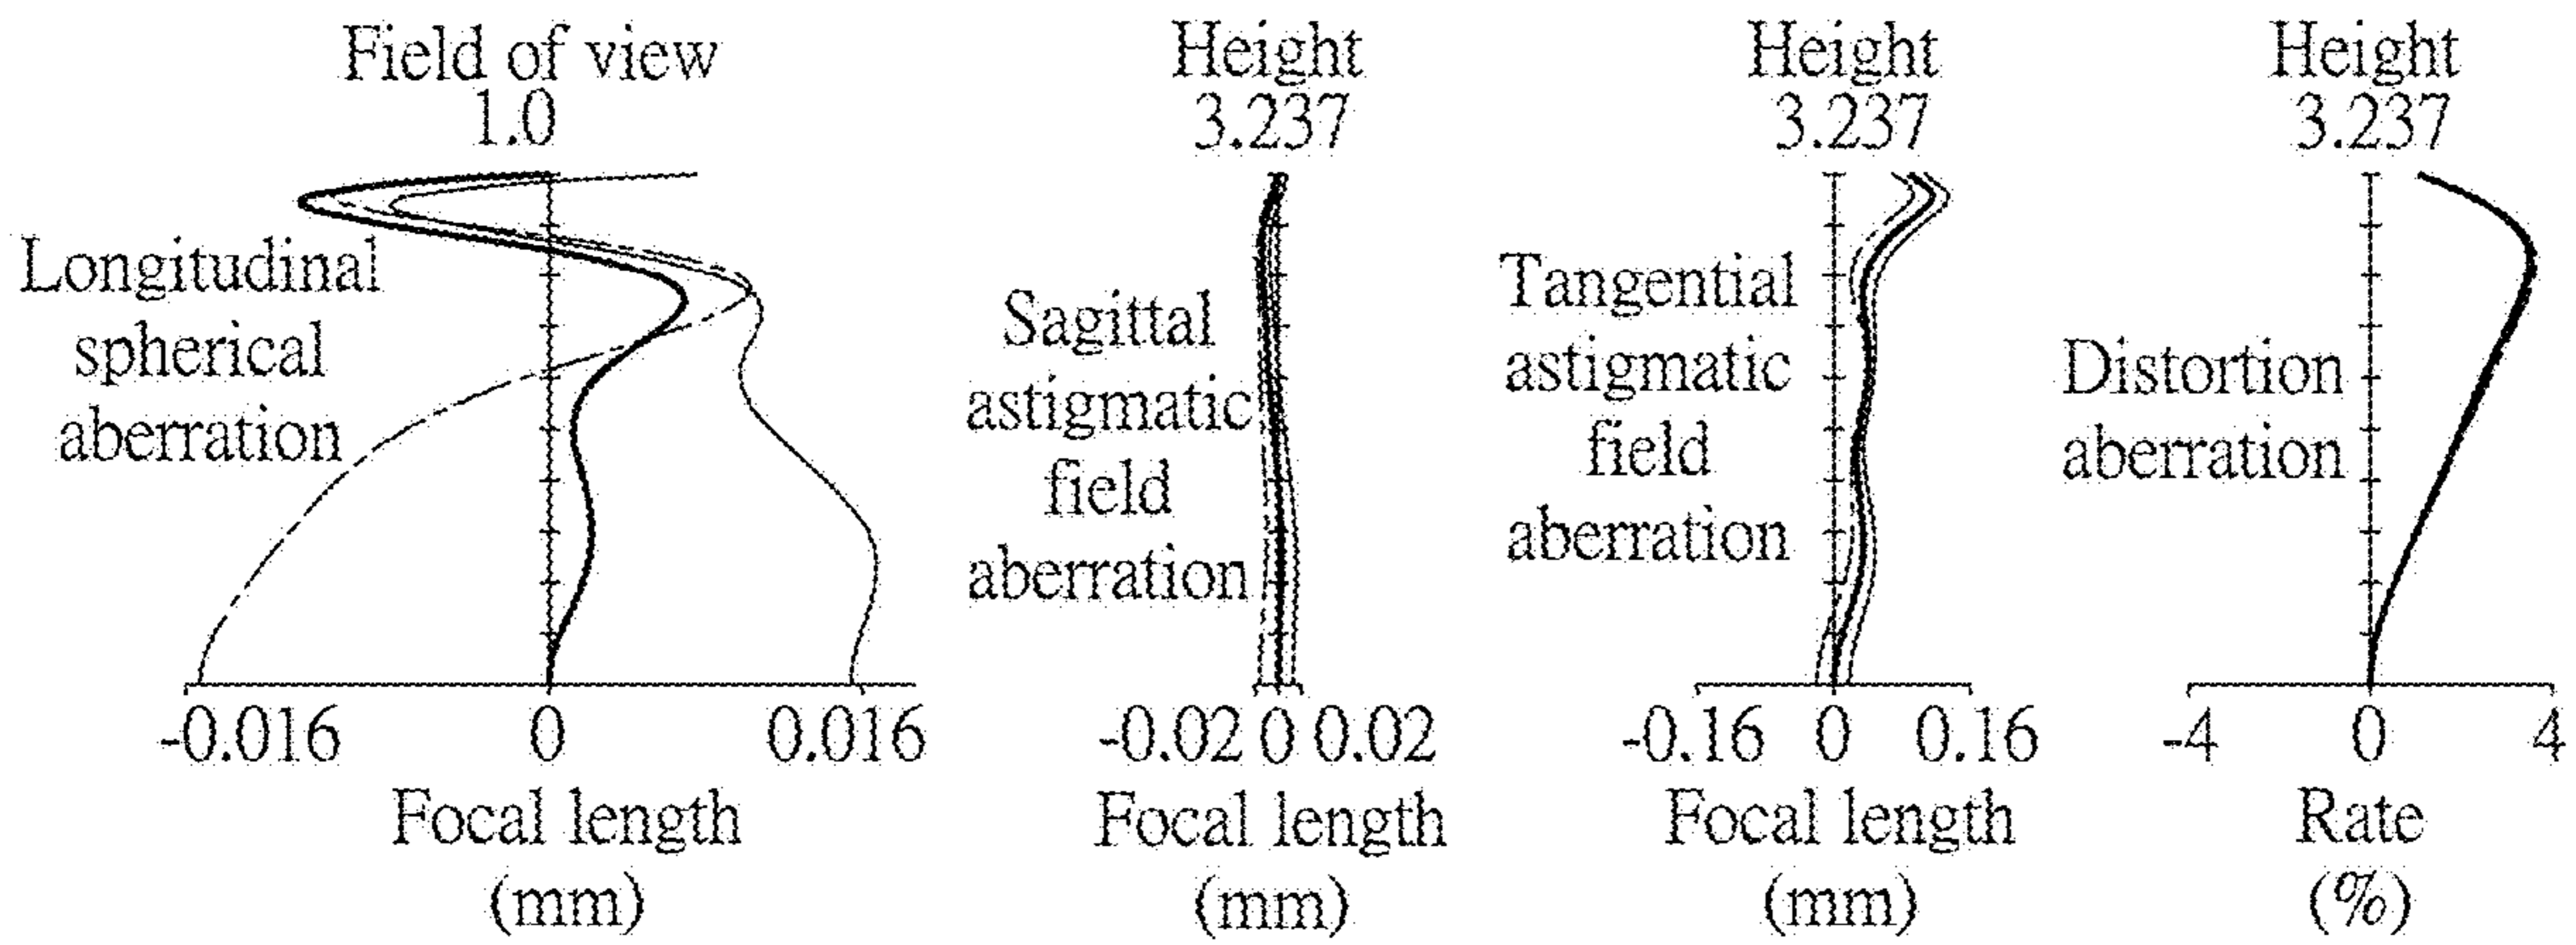 Field of view
1.0
Longitudinal
spherical
aberration
-0.016 0 0.016
Focal length
(mm)
Height
3.237
Sagittal
astigmatic
field
aberration
-0.02 0 0.02
Focal length
(mm)
Height
3.237
Tangential
astigmatic
field
aberration
-0.16 0 0.16
Focal length
(mm)
Height
3.237
Distortion
aberration
-4 0 4
Rate
(%)